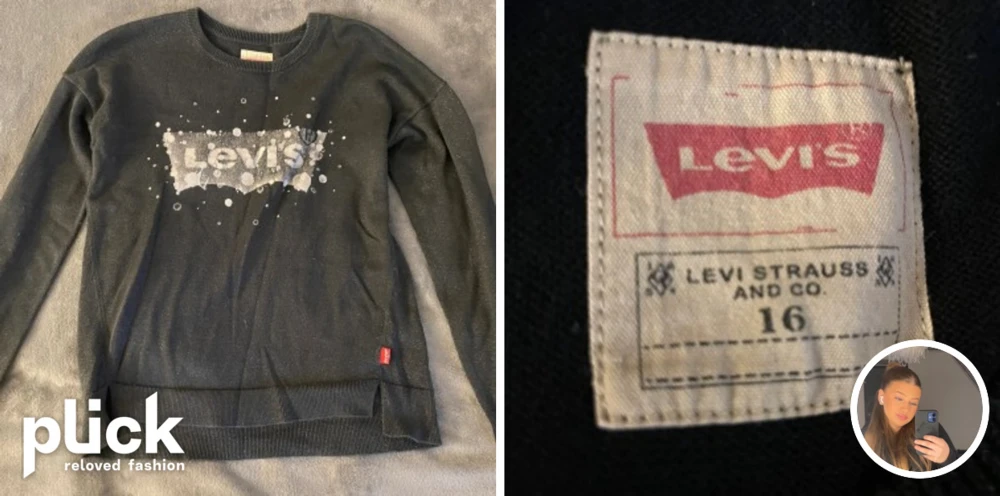 Levi's
plick
reloved fashion
Levi's
LEVI STRAUSS
AND CO.
16